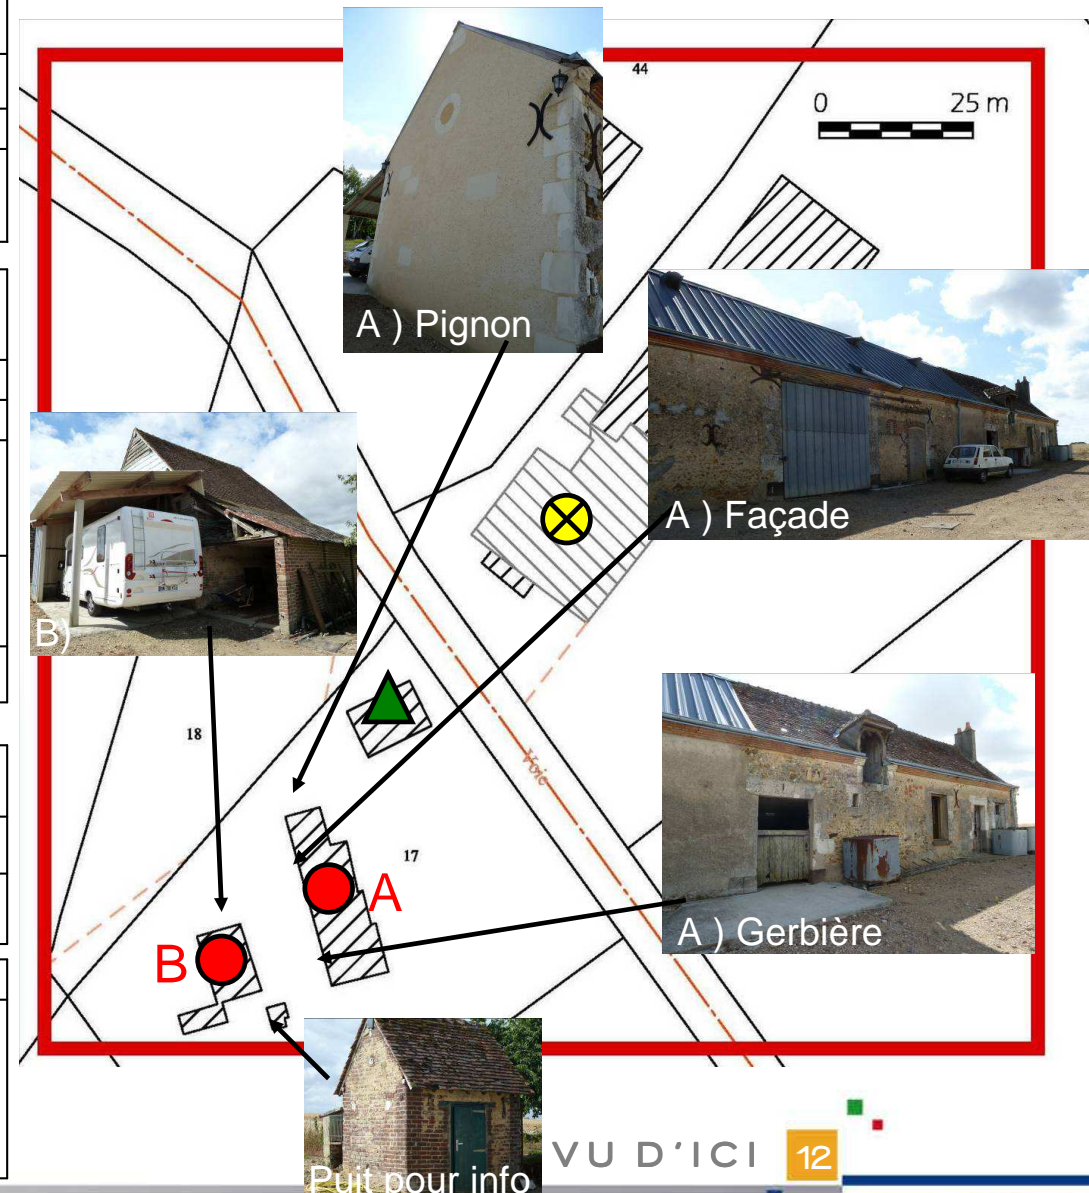 44
0 25 m
A ) Pignon
A ) Façade
B)
18
Voie
17
A
A ) Gerbière
B
Puit pour info
VU D'ICI 12